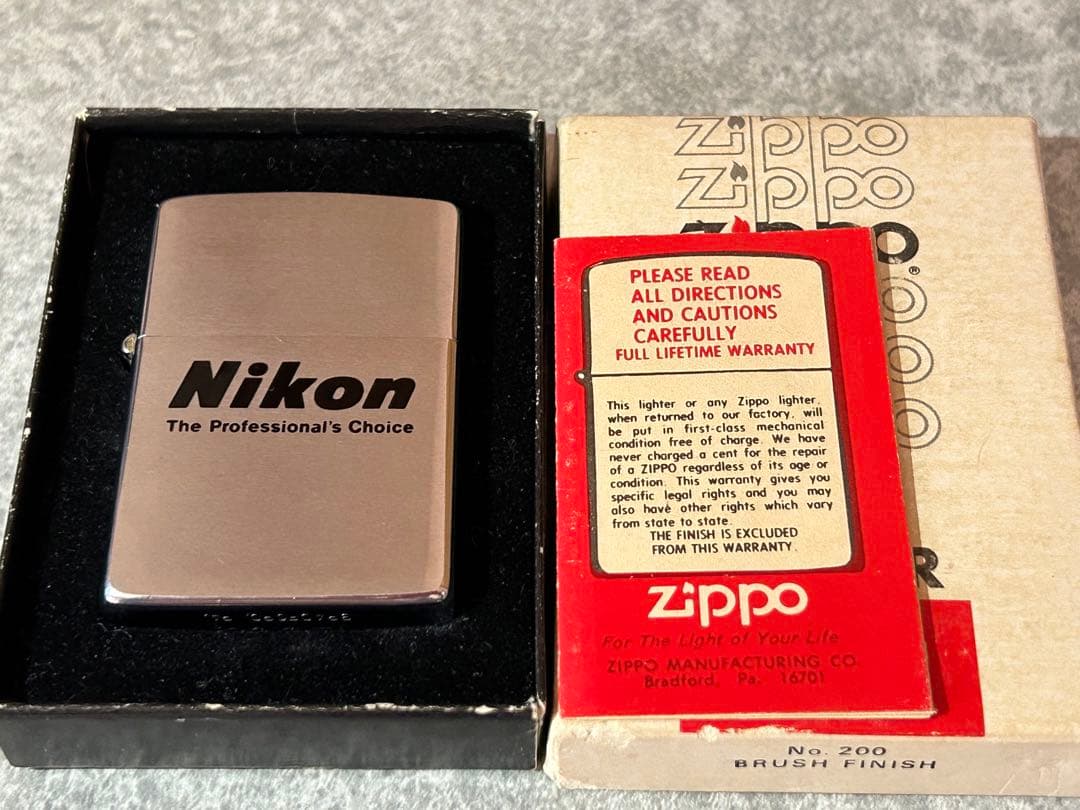 Nikon
The Professional's Choice
Zippo
Zippo
Zippo
PLEASE READ
ALL DIRECTIONS
AND CAUTIONS
CAREFULLY
FULL LIFETIME WARRANTY
This lighter or any Zippo lighter,
when returned to our factory, will
be put in first-class mechanical
condition free of charge. We have
never charged a cent for the repair
of a ZIPPO regardless of its age or
condition. This warranty gives you
specific legal rights and you may
also have other rights which vary
from state to state.
THE FINISH IS EXCLUDED
FROM THIS WARRANTY.
Zippo
For The Light of Your Life
ZIPPO MANUFACTURING CO.
Bradford, Pa. 16701
No. 200
BRUSH FINISH